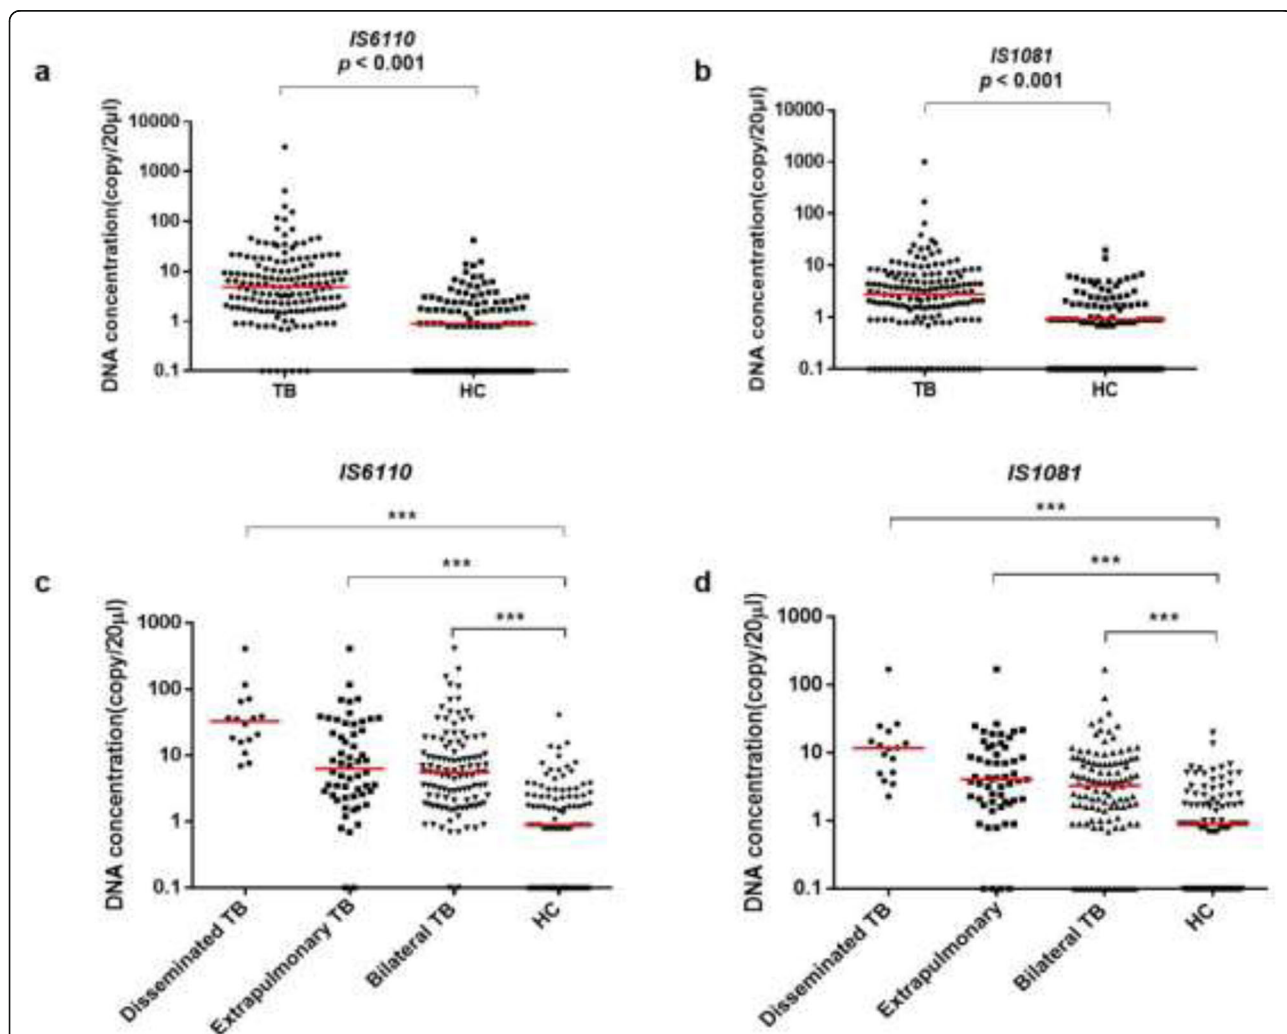 a
IS6110
p < 0.001
DNA concentration(copy/20µl)
10000
1000
100
10
1
0.1
TB
HC
b
IS1081
p < 0.001
DNA concentration(copy/20µl)
10000
1000
100
10
1
0.1
TB
HC
c
IS6110
***
***
***
DNA concentration(copy/20µl)
1000
100
10
1
0.1
Disseminated TB
Extrapulmonary TB
Bilateral TB
HC
d
IS1081
***
***
***
DNA concentration(copy/20µl)
1000
100
10
1
0.1
Disseminated TB
Extrapulmonary
Bilateral TB
HC